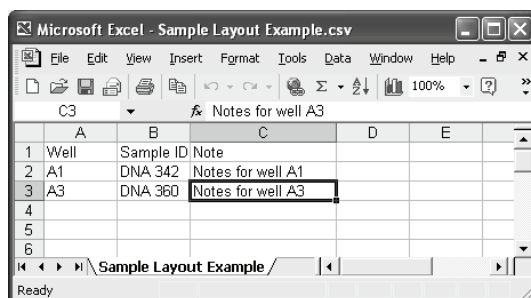 Microsoft Excel - Sample Layout Example.csv
File Edit View Insert Format Tools Data Window Help
Σ 100% ?
C3 fx Notes for well A3
A B C D E
1 Well Sample ID Note
2 A1 DNA 342 Notes for well A1
3 A3 DNA 360 Notes for well A3
4
5
6
Sample Layout Example
Ready